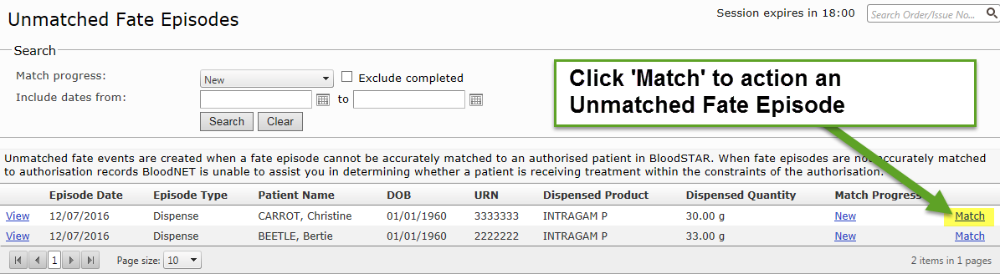 Unmatched Fate Episodes
Session expires in 18:00
Search Order/Issue No...
Search
Match progress:
New
Exclude completed
Include dates from:
to
Search
Clear
Click 'Match' to action an
Unmatched Fate Episode
Unmatched fate events are created when a fate episode cannot be accurately matched to an authorised patient in BloodSTAR. When fate episodes are not accurately matched
to authorisation records BloodNET is unable to assist you in determining whether a patient is receiving treatment within the constraints of the authorisation.
Episode Date Episode Type Patient Name DOB URN Dispensed Product Dispensed Quantity Match Progress
View 12/07/2016 Dispense CARROT, Christine 01/01/1960 3333333 INTRAGAM P 30.00 g New Match
View 12/07/2016 Dispense BEETLE, Bertie 01/01/1960 2222222 INTRAGAM P 33.00 g New Match
1 Page size: 10 2 items in 1 pages